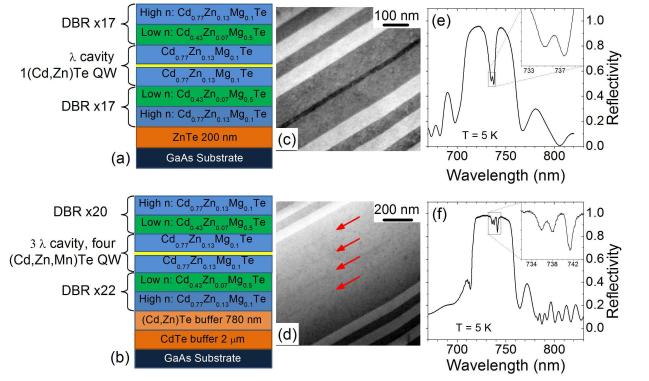 DBR x17
λ cavity
1(Cd,Zn)Te QW
DBR x17
High n: Cd0.77Zn0.13Mg0.1Te
Low n: Cd0.43Zn0.07Mg0.5Te
Cd0.77Zn0.13Mg0.1Te
Cd0.77Zn0.13Mg0.1Te
Low n: Cd0.43Zn0.07Mg0.5Te
High n: Cd0.77Zn0.13Mg0.1Te
ZnTe 200 nm
GaAs Substrate
(a)
100 nm
(c)
(e)
733 737
T = 5 K
1.0
0.8
0.6
0.4
0.2
0.0
Reflectivity
700 750 800
Wavelength (nm)
DBR x20
3 λ cavity, four
(Cd,Zn,Mn)Te QW
DBR x22
High n: Cd0.77Zn0.13Mg0.1Te
Low n: Cd0.43Zn0.07Mg0.5Te
Cd0.77Zn0.13Mg0.1Te
Cd0.77Zn0.13Mg0.1Te
Low n: Cd0.43Zn0.07Mg0.5Te
High n: Cd0.77Zn0.13Mg0.1Te
(Cd,Zn)Te buffer 780 nm
CdTe buffer 2 μm
GaAs Substrate
(b)
200 nm
(d)
(f)
734 738 742
T = 5 K
1.0
0.8
0.6
0.4
0.2
0.0
Reflectivity
700 750 800
Wavelength (nm)